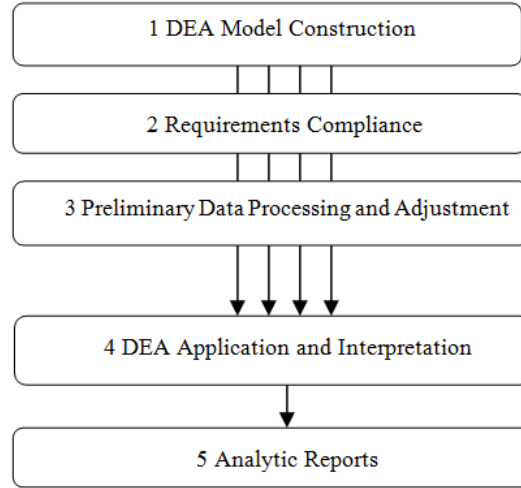 1 DEA Model Construction
2 Requirements Compliance
3 Preliminary Data Processing and Adjustment
4 DEA Application and Interpretation
5 Analytic Reports